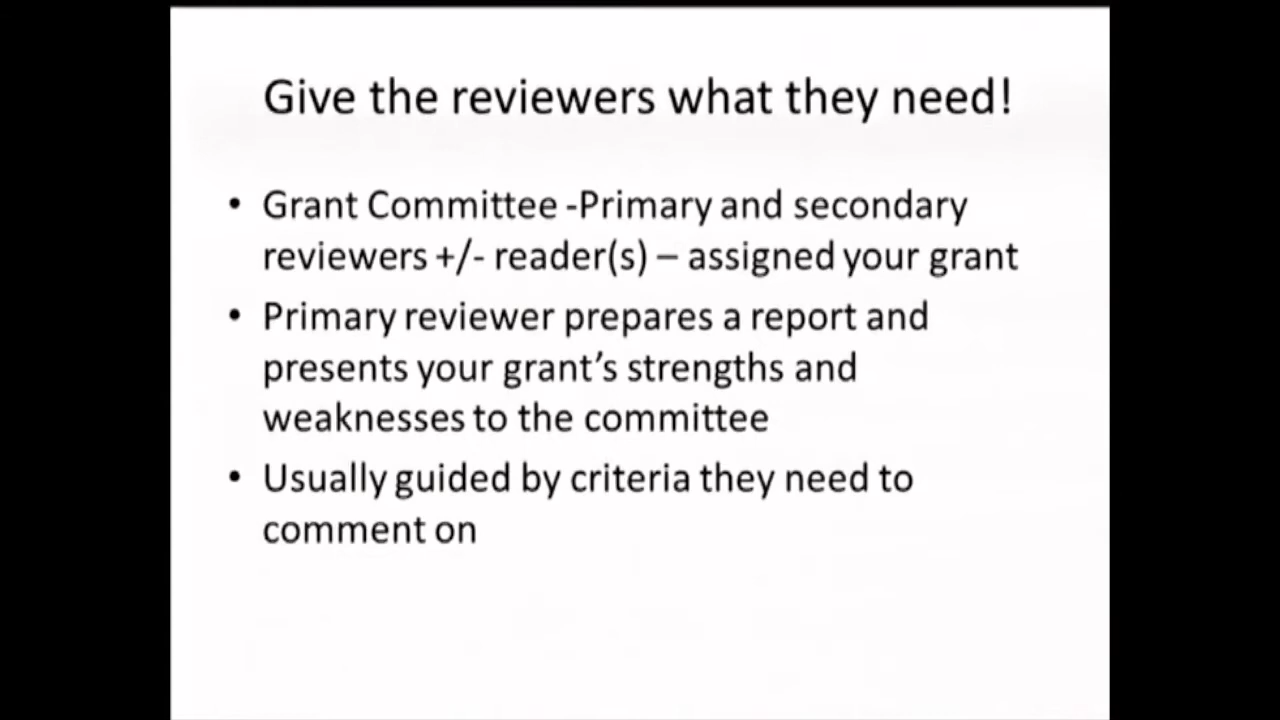 Give the reviewers what they need!
• Grant Committee -Primary and secondary
reviewers +/- reader(s) – assigned your grant
• Primary reviewer prepares a report and
presents your grant’s strengths and
weaknesses to the committee
• Usually guided by criteria they need to
comment on